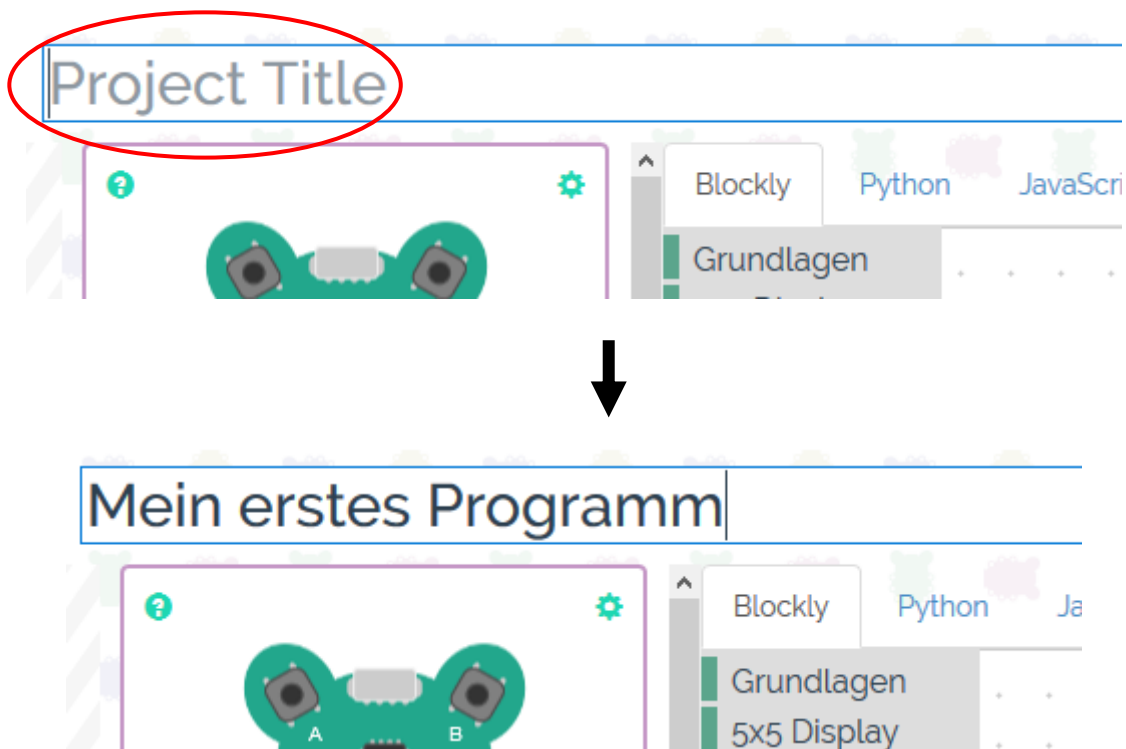 Project Title
Blockly Python
Grundlagen
Mein erstes Programm
Blockly Python
Grundlagen
A B
5x5 Display